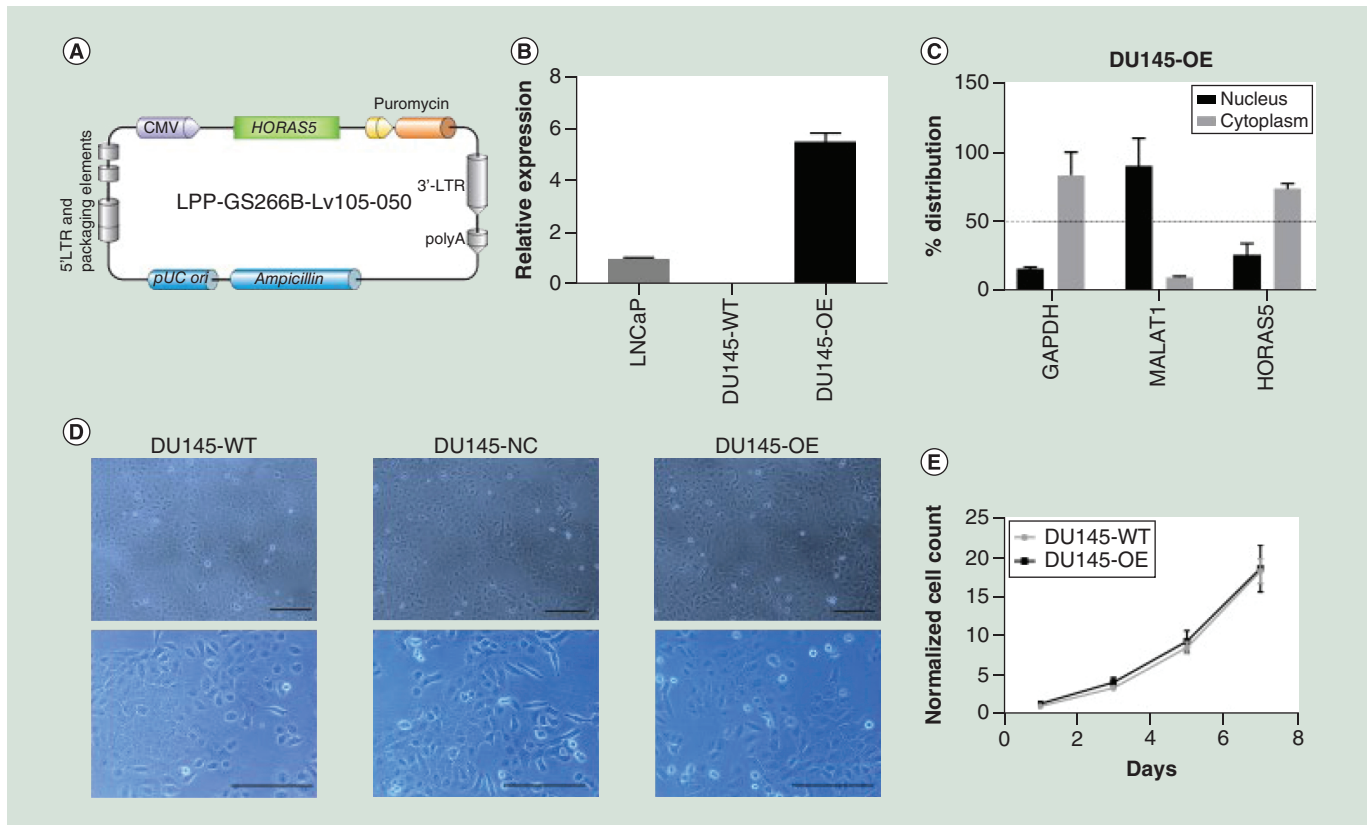 A
CMV
HORAS5
Puromycin
5'LTR and
packaging elements
LPP-GS266B-Lv105-050
3'-LTR
polyA
pUC ori
Ampicillin
B
Relative expression
8
6
4
2
0
LNCaP
DU145-WT
DU145-OE
C
DU145-OE
% distribution
150
100
50
0
Nucleus
Cytoplasm
GAPDH
MALAT1
HORAS5
D
DU145-WT
DU145-NC
DU145-OE
E
Normalized cell count
25
20
15
10
5
0
DU145-WT
DU145-OE
0 2 4 6 8
Days